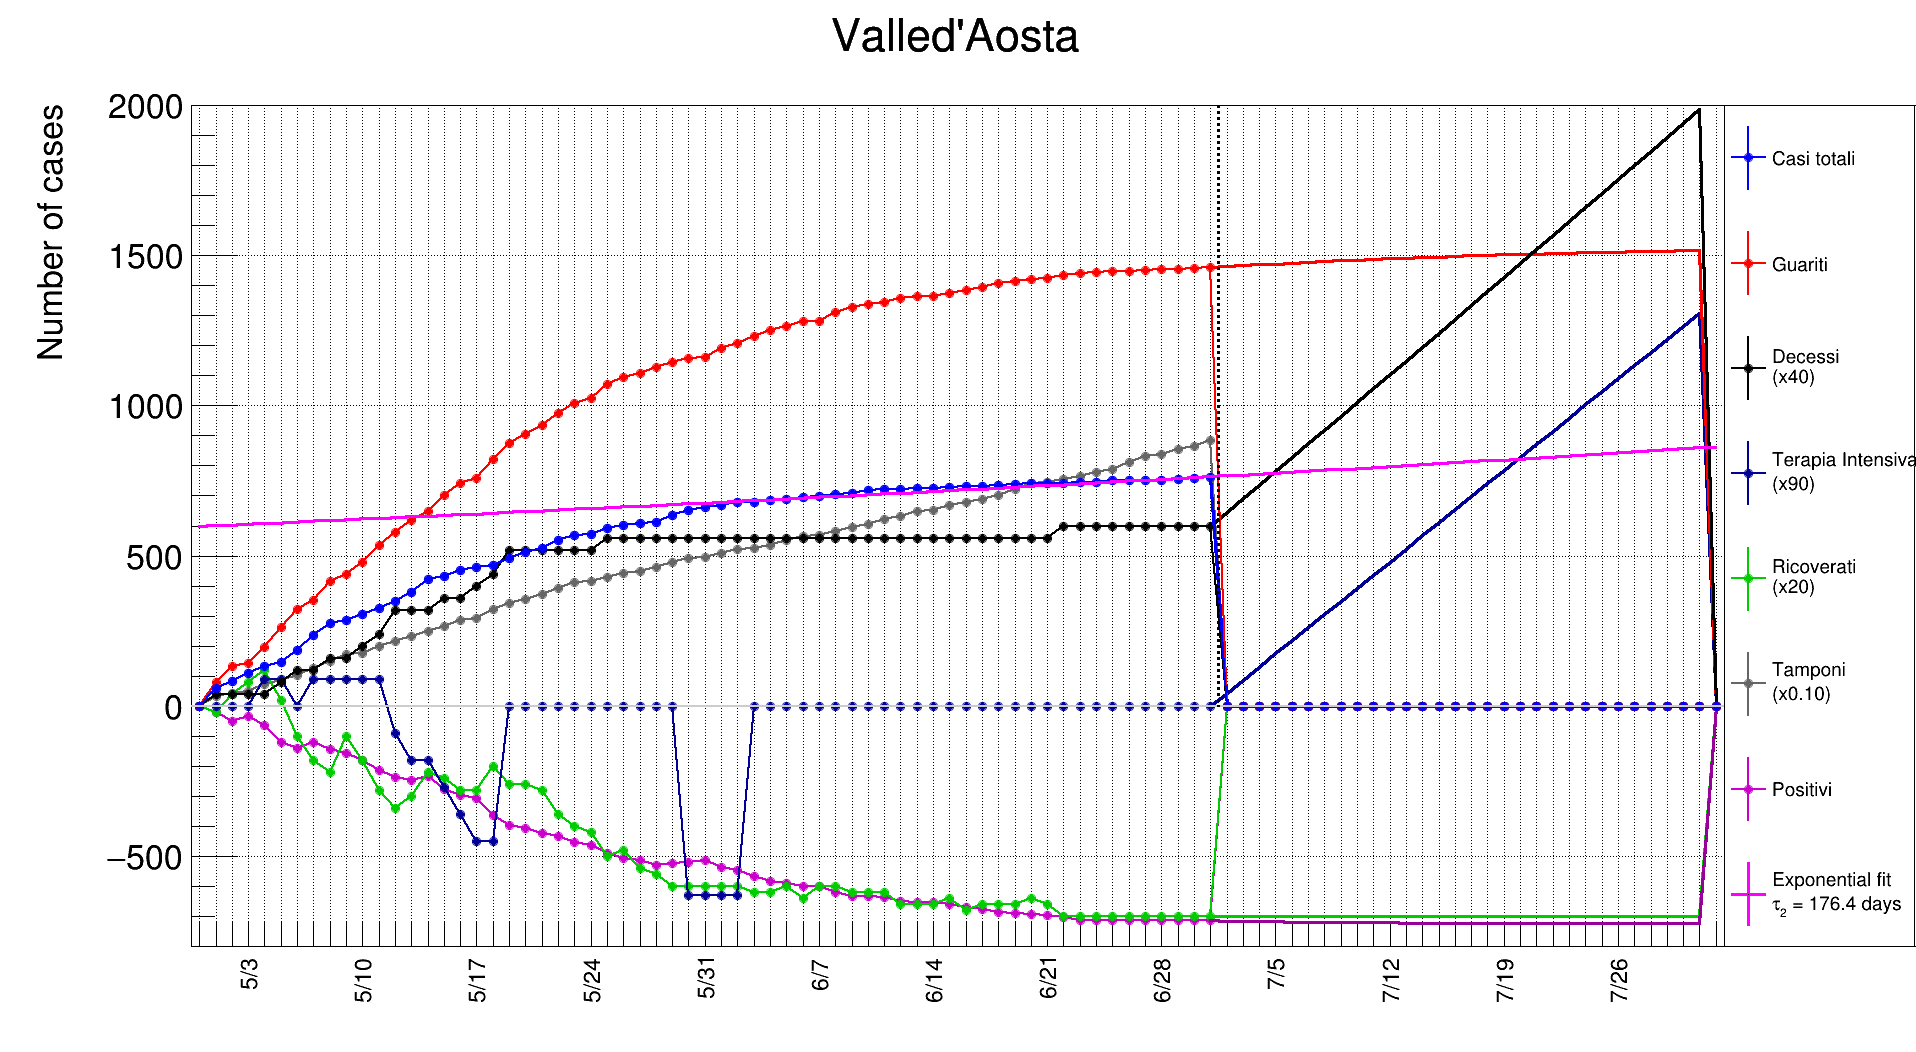 Valled'Aosta
Number of cases
2000
1500
1000
500
0
−500
5/3
5/10
5/17
5/24
5/31
6/7
6/14
6/21
6/28
7/5
7/12
7/19
7/26
Casi totali
Guariti
Decessi
(x40)
Terapia Intensiva
(x90)
Ricoverati
(x20)
Tamponi
(x0.10)
Positivi
Exponential fit
τ2 = 176.4 days